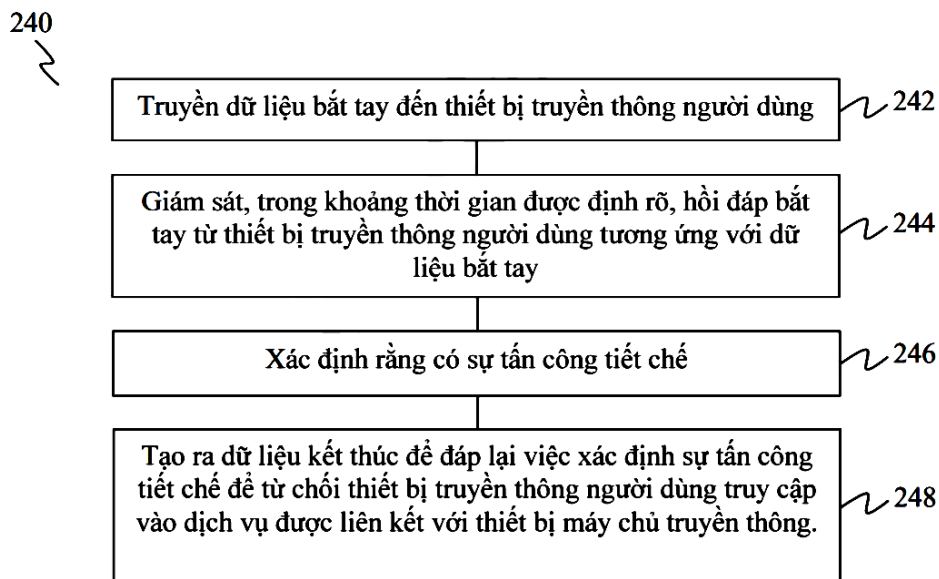 240
Truyền dữ liệu bắt tay đến thiết bị truyền thông người dùng
242
Giám sát, trong khoảng thời gian được định rõ, hồi đáp bắt
tay từ thiết bị truyền thông người dùng tương ứng với dữ
liệu bắt tay
244
Xác định rằng có sự tấn công tiết chế
246
Tạo ra dữ liệu kết thúc để đáp lại việc xác định sự tấn công
tiết chế để từ chối thiết bị truyền thông người dùng truy cập
vào dịch vụ được liên kết với thiết bị máy chủ truyền thông.
248